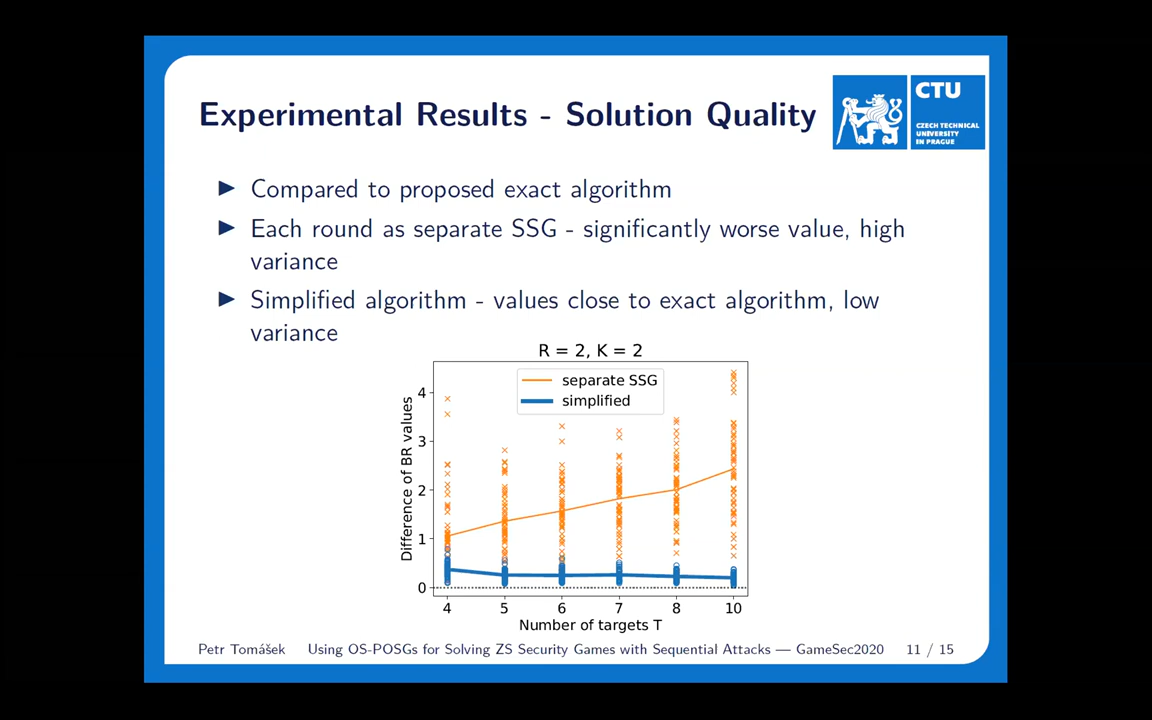 Experimental Results - Solution Quality
CTU
CZECH TECHNICAL
UNIVERSITY
IN PRAGUE
▶ Compared to proposed exact algorithm
▶ Each round as separate SSG - significantly worse value, high
variance
▶ Simplified algorithm - values close to exact algorithm, low
variance
R = 2, K = 2
separate SSG
simplified
Difference of BR values
4
3
2
1
0
4 5 6 7 8 10
Number of targets T
Petr Tomášek Using OS-POSGs for Solving ZS Security Games with Sequential Attacks — GameSec2020 11 / 15